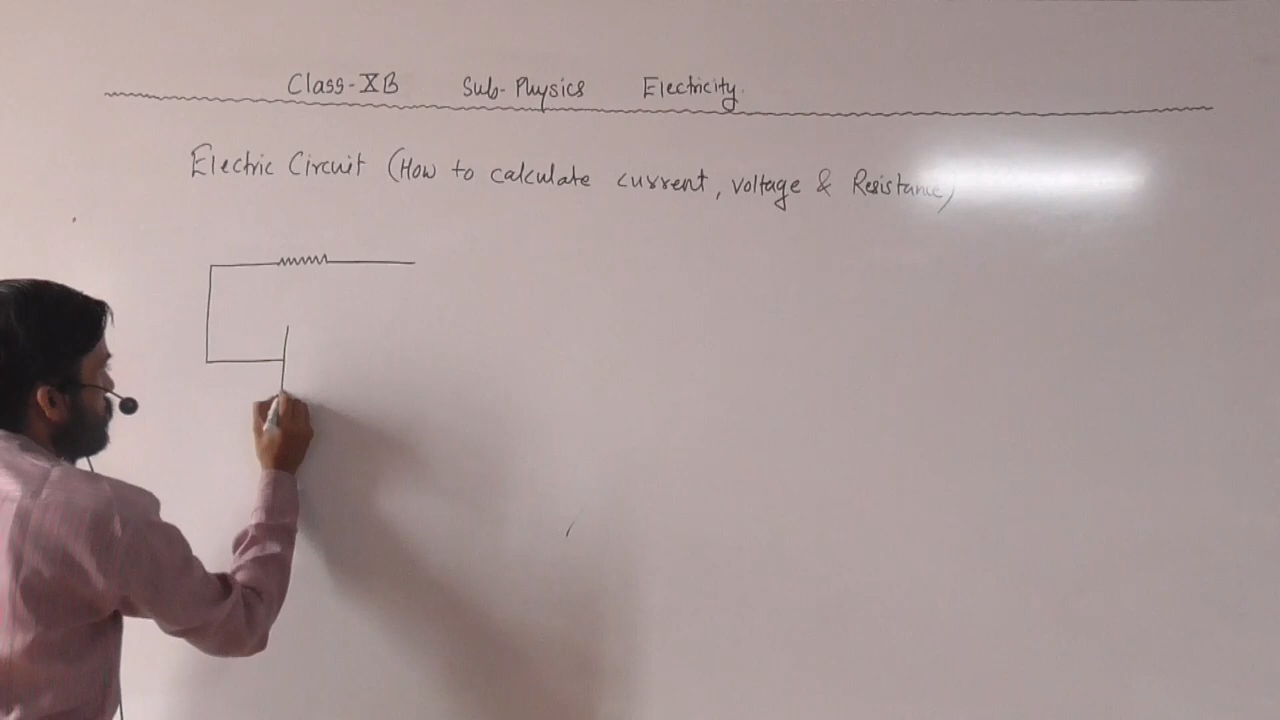 Class-XB Sub-Physics Electricity.
Electric Circuit (How to calculate current, voltage & Resistance)